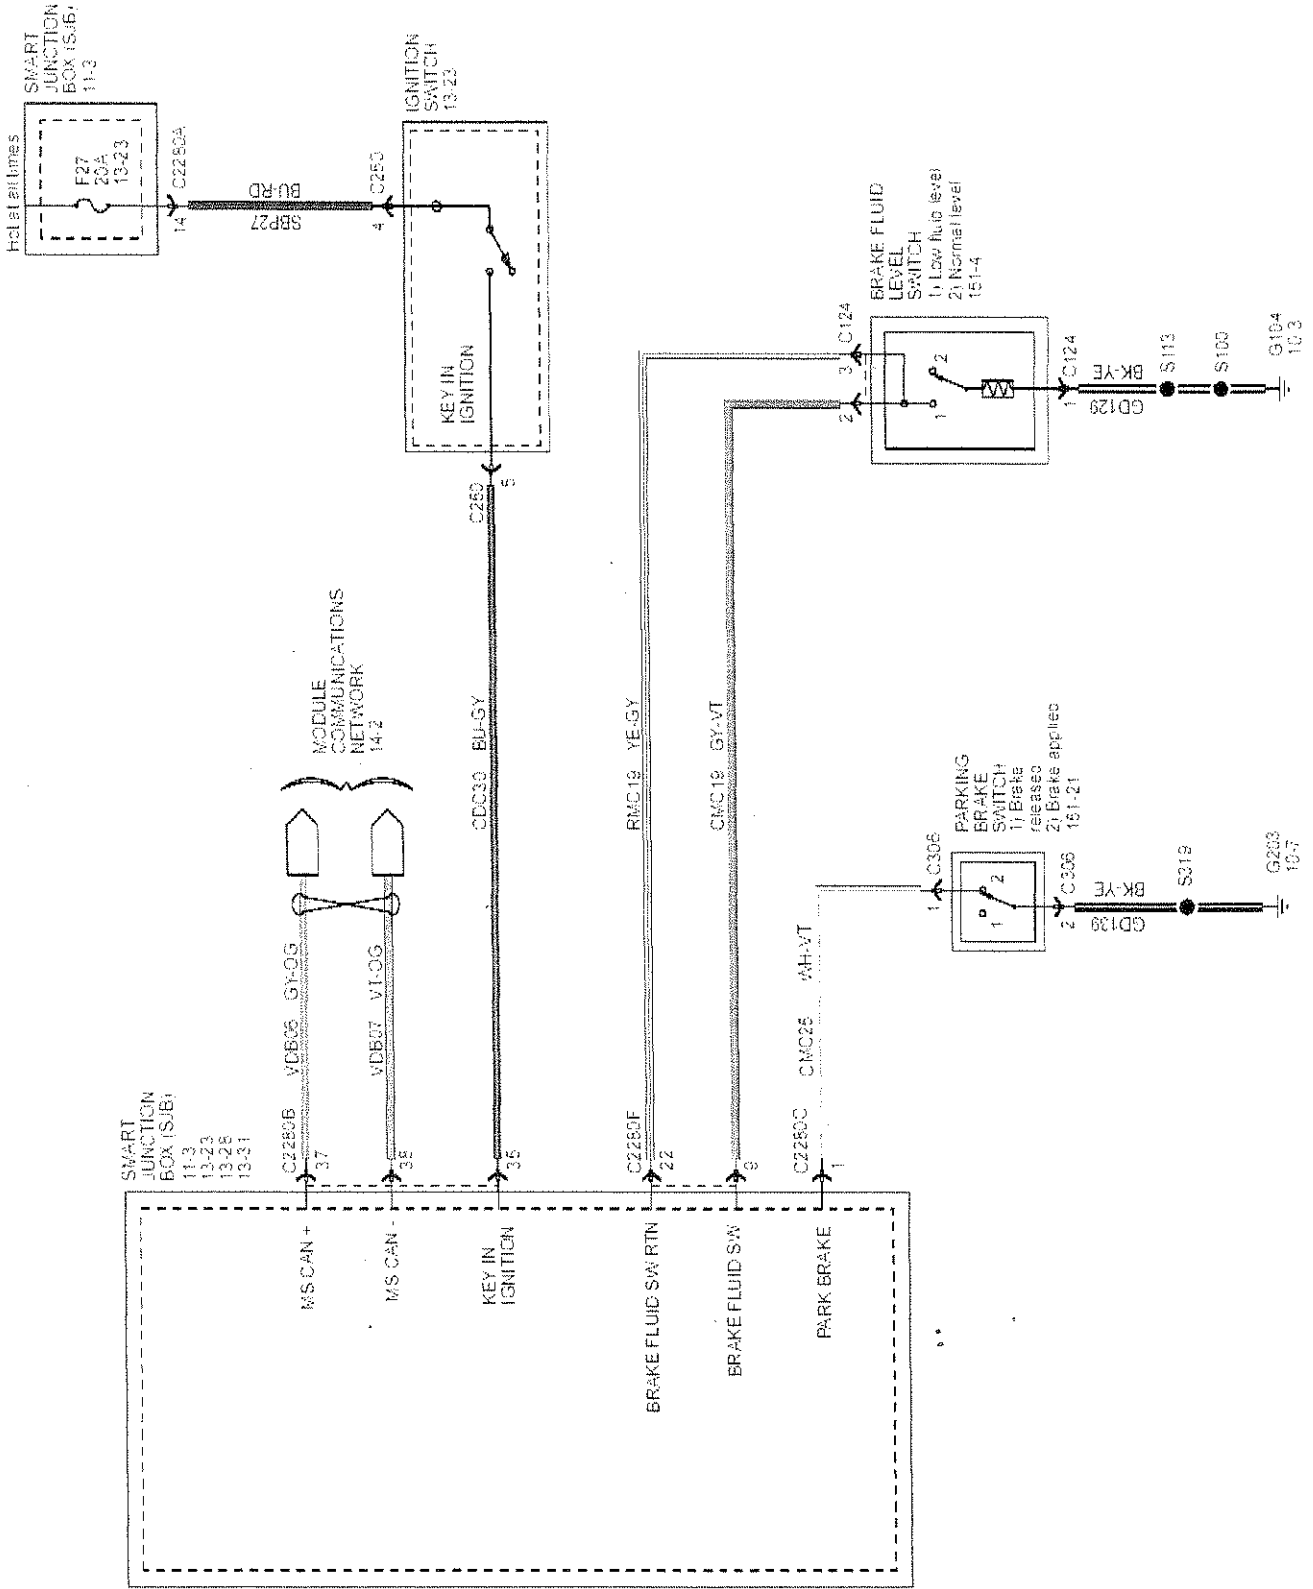 Hot at all times
SMART
JUNCTION
BOX (SJB)
11-3
F27
20A
13-23
14
C2280A
SBP27
BU-RD
4
C250
IGNITION
SWITCH
13-23
KEY IN
IGNITION
C250
5
SMART
JUNCTION
BOX (SJB)
11-3
13-23
13-28
13-31
MS CAN +
C2280B
37
VDB06 GY-OG
MS CAN -
38
VDB07 VT-OG
MODULE
COMMUNICATIONS
NETWORK
14-2
KEY IN
IGNITION
35
CDC30 BU-GY
BRAKE FLUID SW RTN
C2280F
22
RMC19 YE-GY
BRAKE FLUID SW
9
CMC19 GY-VT
PARK BRAKE
C2280C
1
CMC25 WH-VT
2
3
C124
BRAKE FLUID
LEVEL
SWITCH
1) Low fluid level
2) Normal level
151-4
1
2
1
C124
GD129
BK-YE
S113
S100
G104
10-3
1
C306
PARKING
BRAKE
SWITCH
1) Brake
released
2) Brake applied
151-21
1
2
2
C306
GD139
BK-YE
S319
G203
10-7